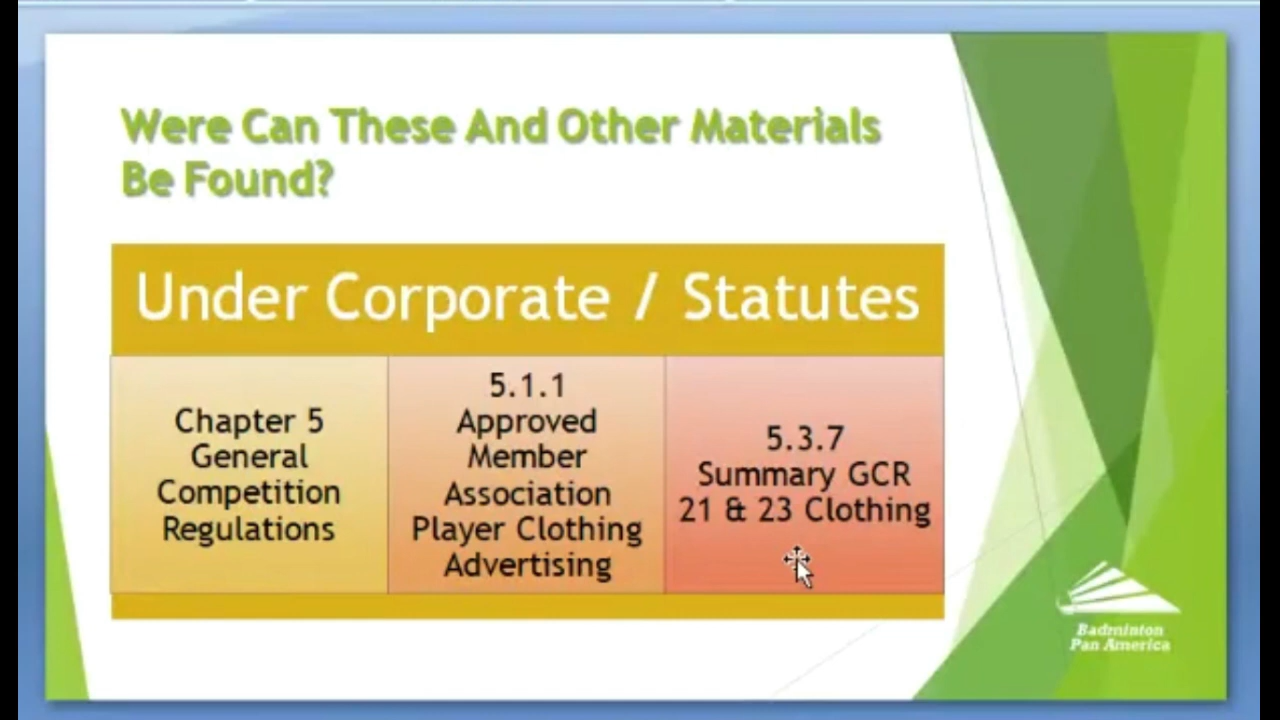 Were Can These And Other Materials
Be Found?
Under Corporate / Statutes
Chapter 5
General
Competition
Regulations
5.1.1
Approved
Member
Association
Player Clothing
Advertising
5.3.7
Summary GCR
21 & 23 Clothing
Badminton
Pan America